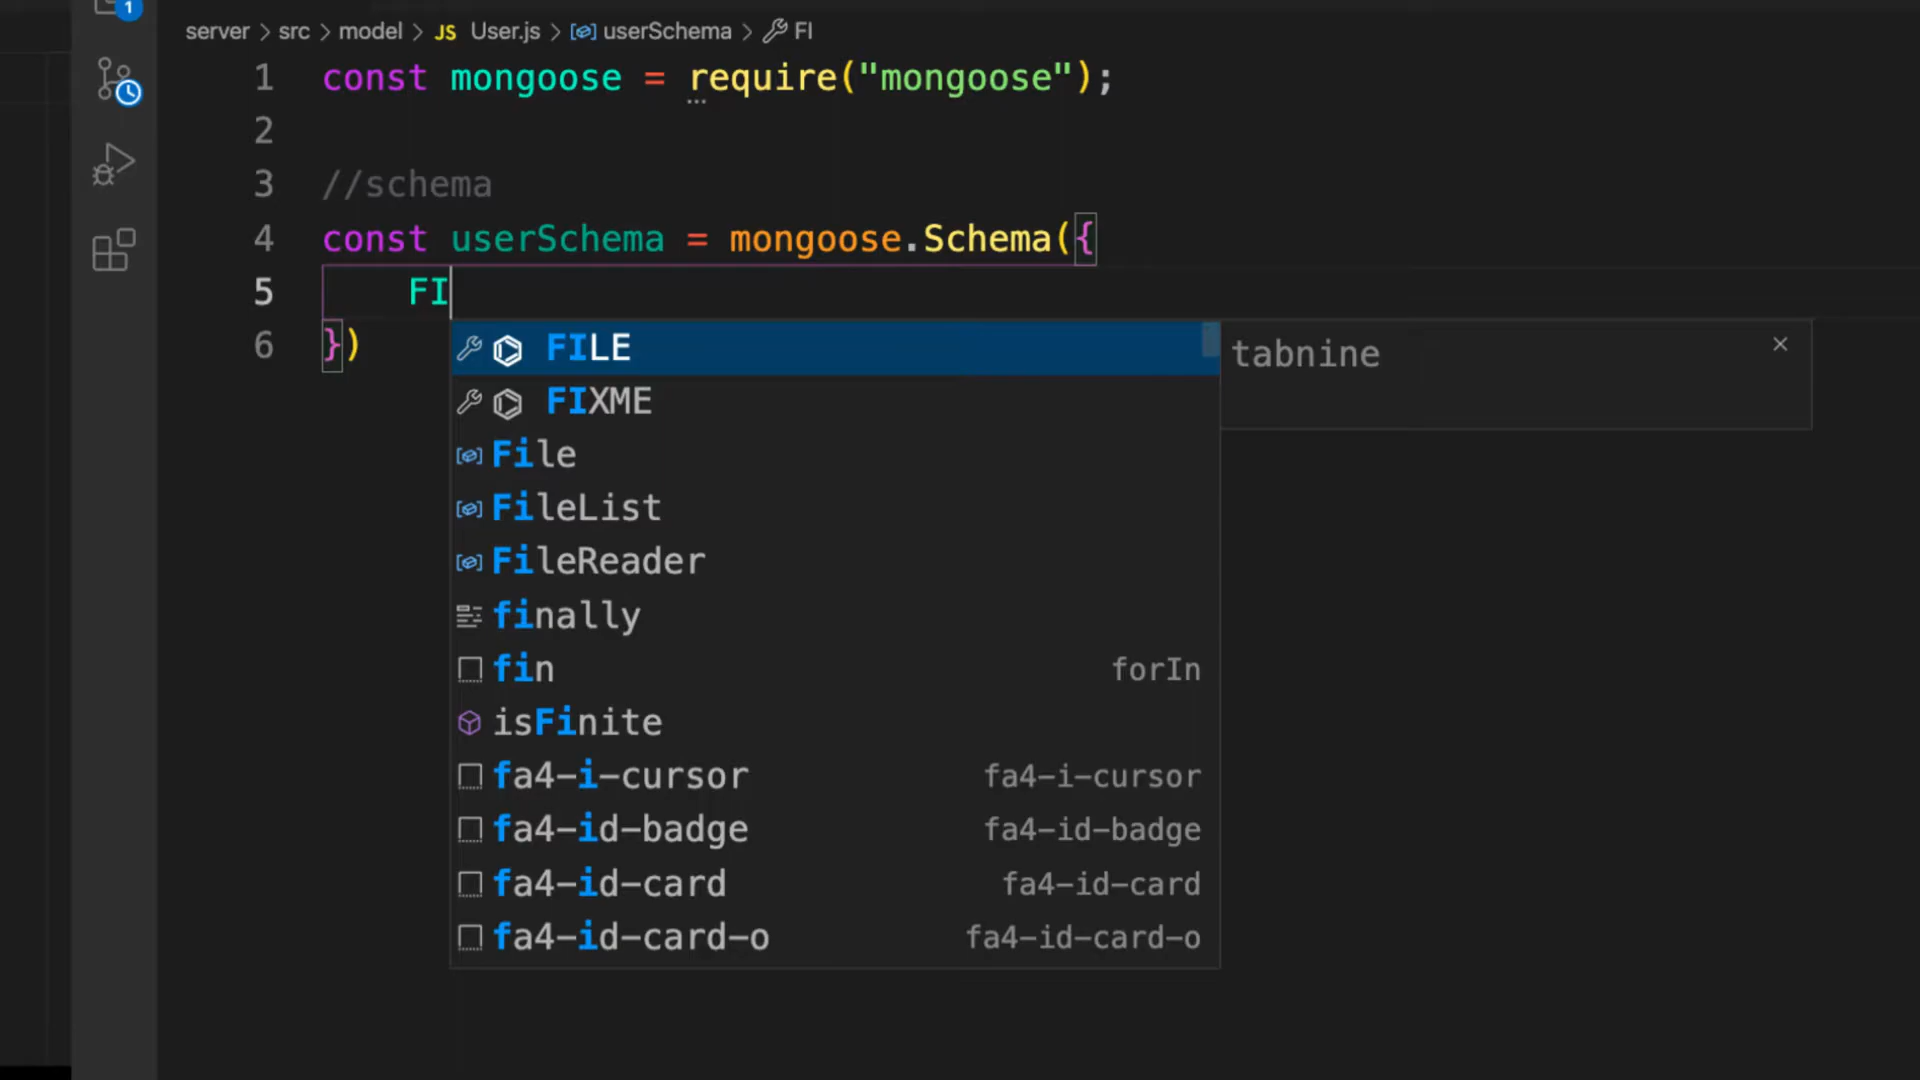 1
server > src > model > JS User.js > userSchema > FI
1 const mongoose = require("mongoose");
2
3 //schema
4 const userSchema = mongoose.Schema({
5 FI
6 })
FILE
tabnine
FIXME
File
FileList
FileReader
finally
fin forIn
isFinite
fa4-i-cursor fa4-i-cursor
fa4-id-badge fa4-id-badge
fa4-id-card fa4-id-card
fa4-id-card-o fa4-id-card-o